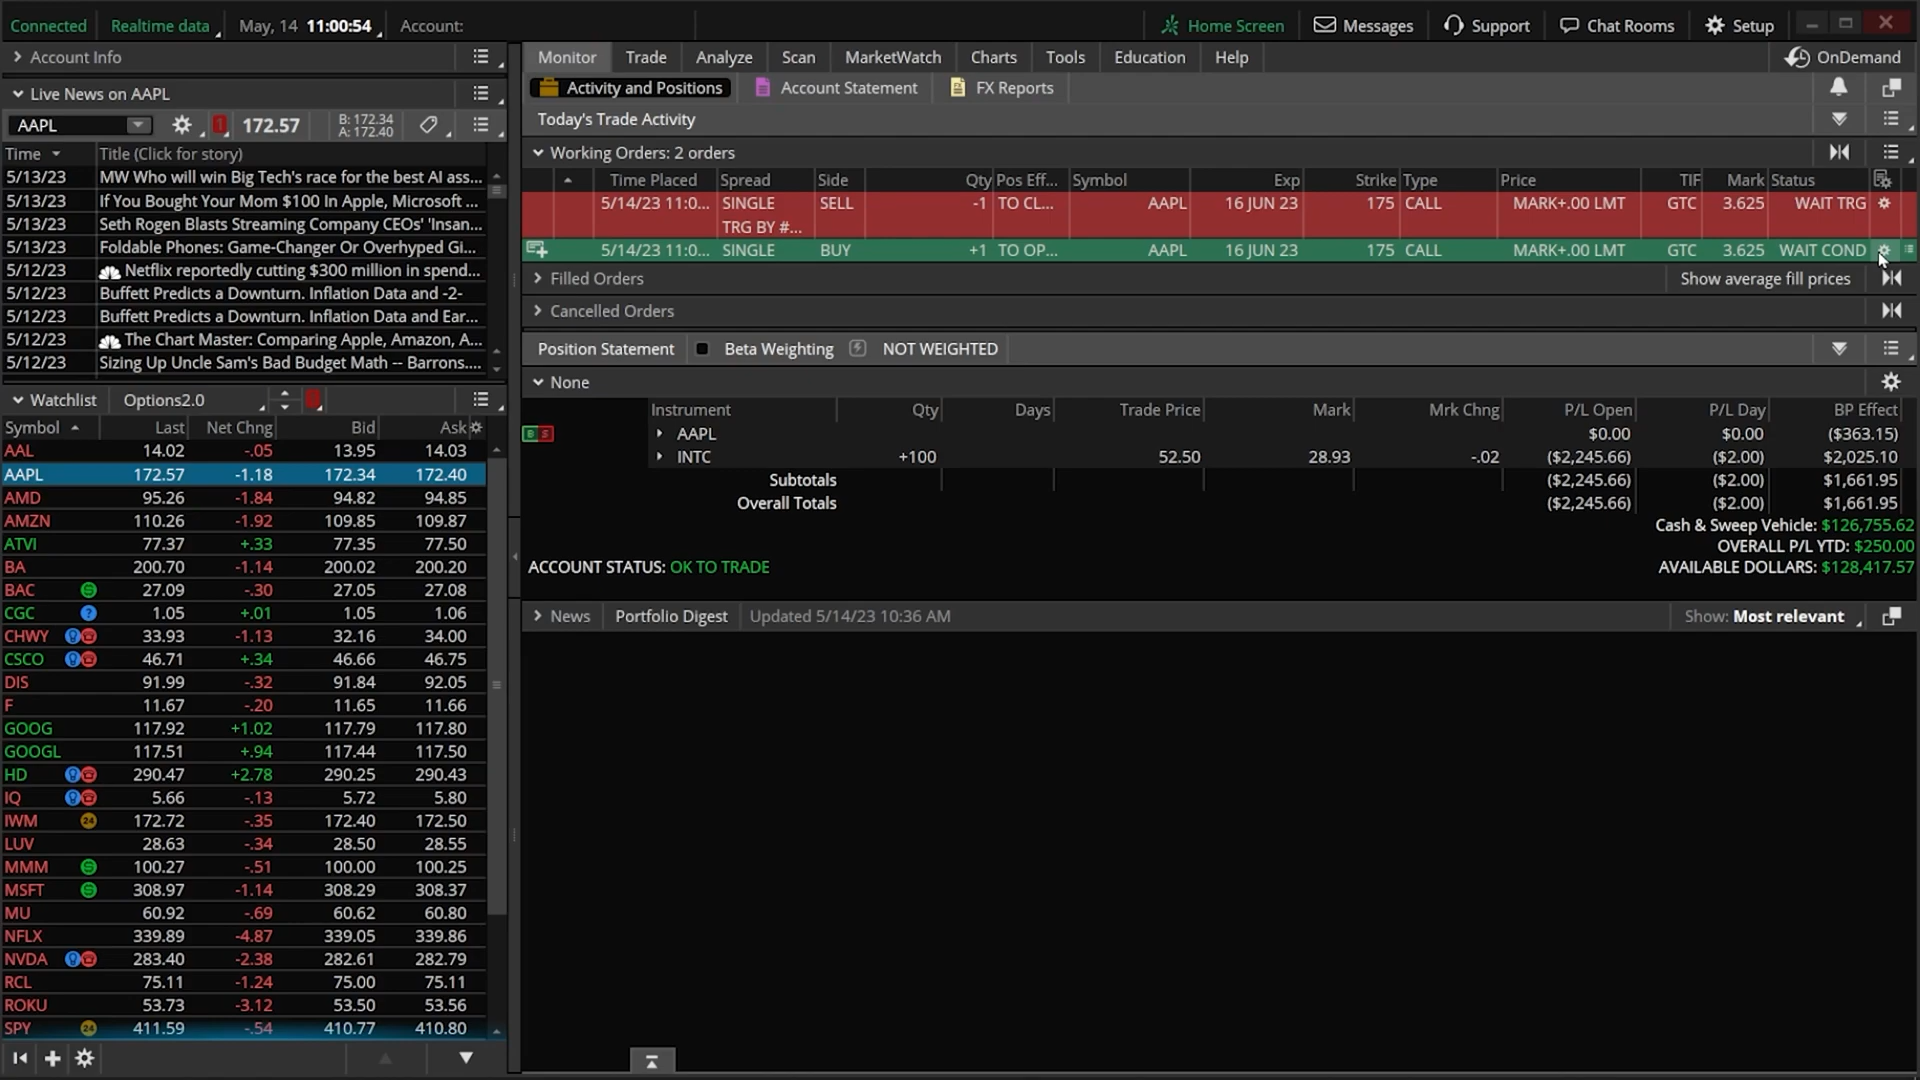 Connected Realtime data May, 14 11:00:54 Account: Home Screen Messages Support Chat Rooms Setup
Account Info
Monitor Trade Analyze Scan MarketWatch Charts Tools Education Help OnDemand
Live News on AAPL
Activity and Positions Account Statement FX Reports
AAPL 1 172.57 B: 172.34
A: 172.40
Today's Trade Activity
Time Title (Click for story)
5/13/23 MW Who will win Big Tech's race for the best AI ass...
5/13/23 If You Bought Your Mom $100 In Apple, Microsoft ...
5/13/23 Seth Rogen Blasts Streaming Company CEOs' 'Insan...
5/13/23 Foldable Phones: Game-Changer Or Overhyped Gi...
5/12/23 Netflix reportedly cutting $300 million in spend...
5/12/23 Buffett Predicts a Downturn. Inflation Data and -2-
5/12/23 Buffett Predicts a Downturn. Inflation Data and Ear...
5/12/23 The Chart Master: Comparing Apple, Amazon, A...
5/12/23 Sizing Up Uncle Sam's Bad Budget Math -- Barrons....
Working Orders: 2 orders
Time Placed Spread Side Qty Pos Eff... Symbol Exp Strike Type Price TIF Mark Status
5/14/23 11:0... SINGLE SELL -1 TO CL... AAPL 16 JUN 23 175 CALL MARK+.00 LMT GTC 3.625 WAIT TRG
TRG BY #...
5/14/23 11:0... SINGLE BUY +1 TO OP... AAPL 16 JUN 23 175 CALL MARK+.00 LMT GTC 3.625 WAIT COND
Filled Orders Show average fill prices
Cancelled Orders
Position Statement Beta Weighting NOT WEIGHTED
None
Instrument Qty Days Trade Price Mark Mrk Chng P/L Open P/L Day BP Effect
B S AAPL $0.00 $0.00 ($363.15)
INTC +100 52.50 28.93 -.02 ($2,245.66) ($2.00) $2,025.10
Subtotals ($2,245.66) ($2.00) $1,661.95
Overall Totals ($2,245.66) ($2.00) $1,661.95
Cash & Sweep Vehicle: $126,755.62
OVERALL P/L YTD: $250.00
ACCOUNT STATUS: OK TO TRADE AVAILABLE DOLLARS: $128,417.57
News Portfolio Digest Updated 5/14/23 10:36 AM Show: Most relevant
Watchlist Options2.0
Symbol Last Net Chng Bid Ask
AAL 14.02 -.05 13.95 14.03
AAPL 172.57 -1.18 172.34 172.40
AMD 95.26 -1.84 94.82 94.85
AMZN 110.26 -1.92 109.85 109.87
ATVI 77.37 +.33 77.35 77.50
BA 200.70 -1.14 200.02 200.20
BAC 27.09 -.30 27.05 27.08
CGC ? 1.05 +.01 1.05 1.06
CHWY 33.93 -1.13 32.16 34.00
CSCO 46.71 +.34 46.66 46.75
DIS 91.99 -.32 91.84 92.05
F 11.67 -.20 11.65 11.66
GOOG 117.92 +1.02 117.79 117.80
GOOGL 117.51 +.94 117.44 117.50
HD 290.47 +2.78 290.25 290.43
IQ 5.66 -.13 5.72 5.80
IWM 24 172.72 -.35 172.40 172.50
LUV 28.63 -.34 28.50 28.55
MMM 100.27 -.51 100.00 100.25
MSFT 308.97 -1.14 308.29 308.37
MU 60.92 -.69 60.62 60.80
NFLX 339.89 -4.87 339.05 339.86
NVDA 283.40 -2.38 282.61 282.79
RCL 75.11 -1.24 75.00 75.11
ROKU 53.73 -3.12 53.50 53.56
SPY 24 411.59 -.54 410.77 410.80